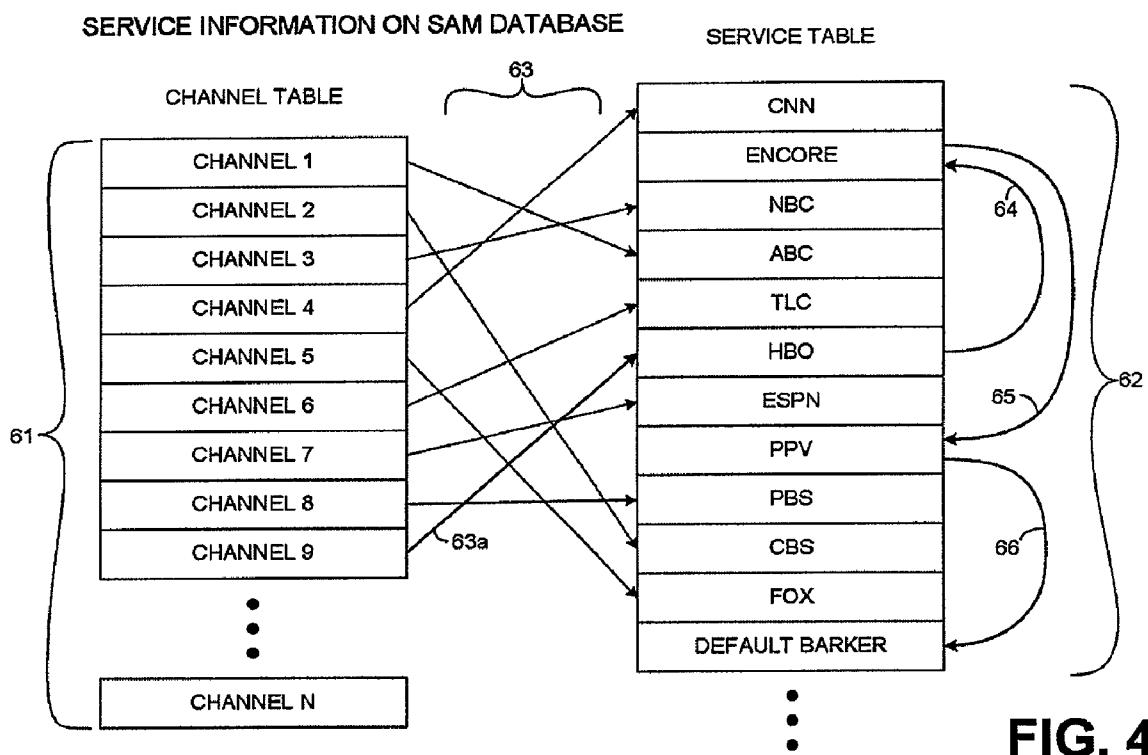 SERVICE INFORMATION ON SAM DATABASE
SERVICE TABLE
CHANNEL TABLE
63
CHANNEL 1
CHANNEL 2
CHANNEL 3
CHANNEL 4
CHANNEL 5
CHANNEL 6
CHANNEL 7
CHANNEL 8
CHANNEL 9
CHANNEL N
61
63a
CNN
ENCORE
NBC
ABC
TLC
HBO
ESPN
PPV
PBS
CBS
FOX
DEFAULT BARKER
64
65
66
62
FIG. 4